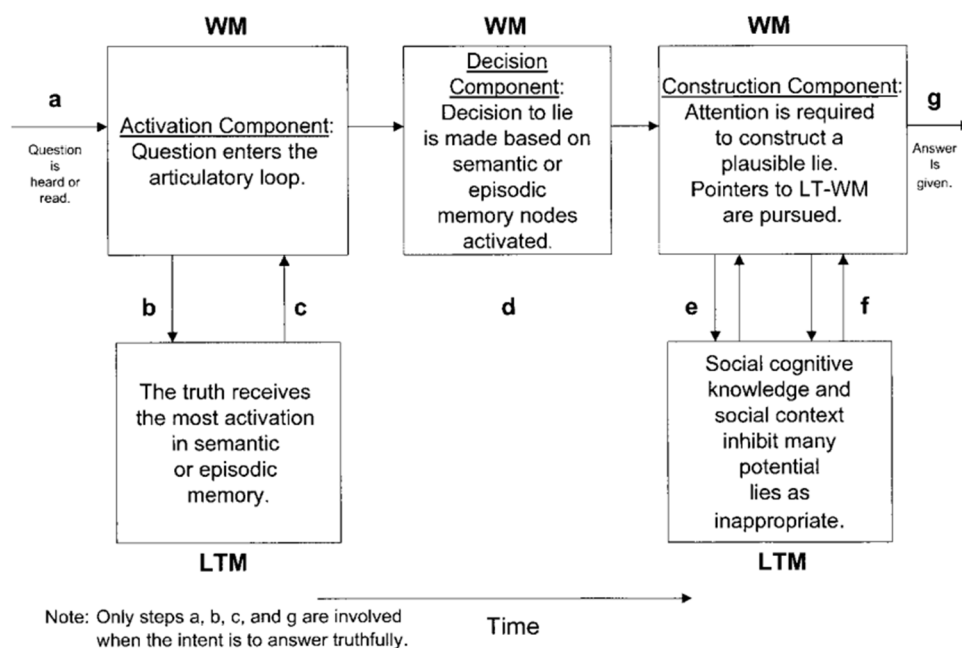 WM
WM
WM
a
Question
is
heard or
read.
Activation Component:
Question enters the
articulatory loop.
Decision
Component:
Decision to lie
is made based on
semantic or
episodic
memory nodes
activated.
Construction Component:
Attention is required
to construct a
plausible lie.
Pointers to LT-WM
are pursued.
g
Answer
Is
given.
b
c
d
e
f
The truth receives
the most activation
in semantic
or episodic
memory.
LTM
Social cognitive
knowledge and
social context
inhibit many
potential
lies as
inappropriate.
LTM
Note: Only steps a, b, c, and g are involved
when the intent is to answer truthfully.
Time